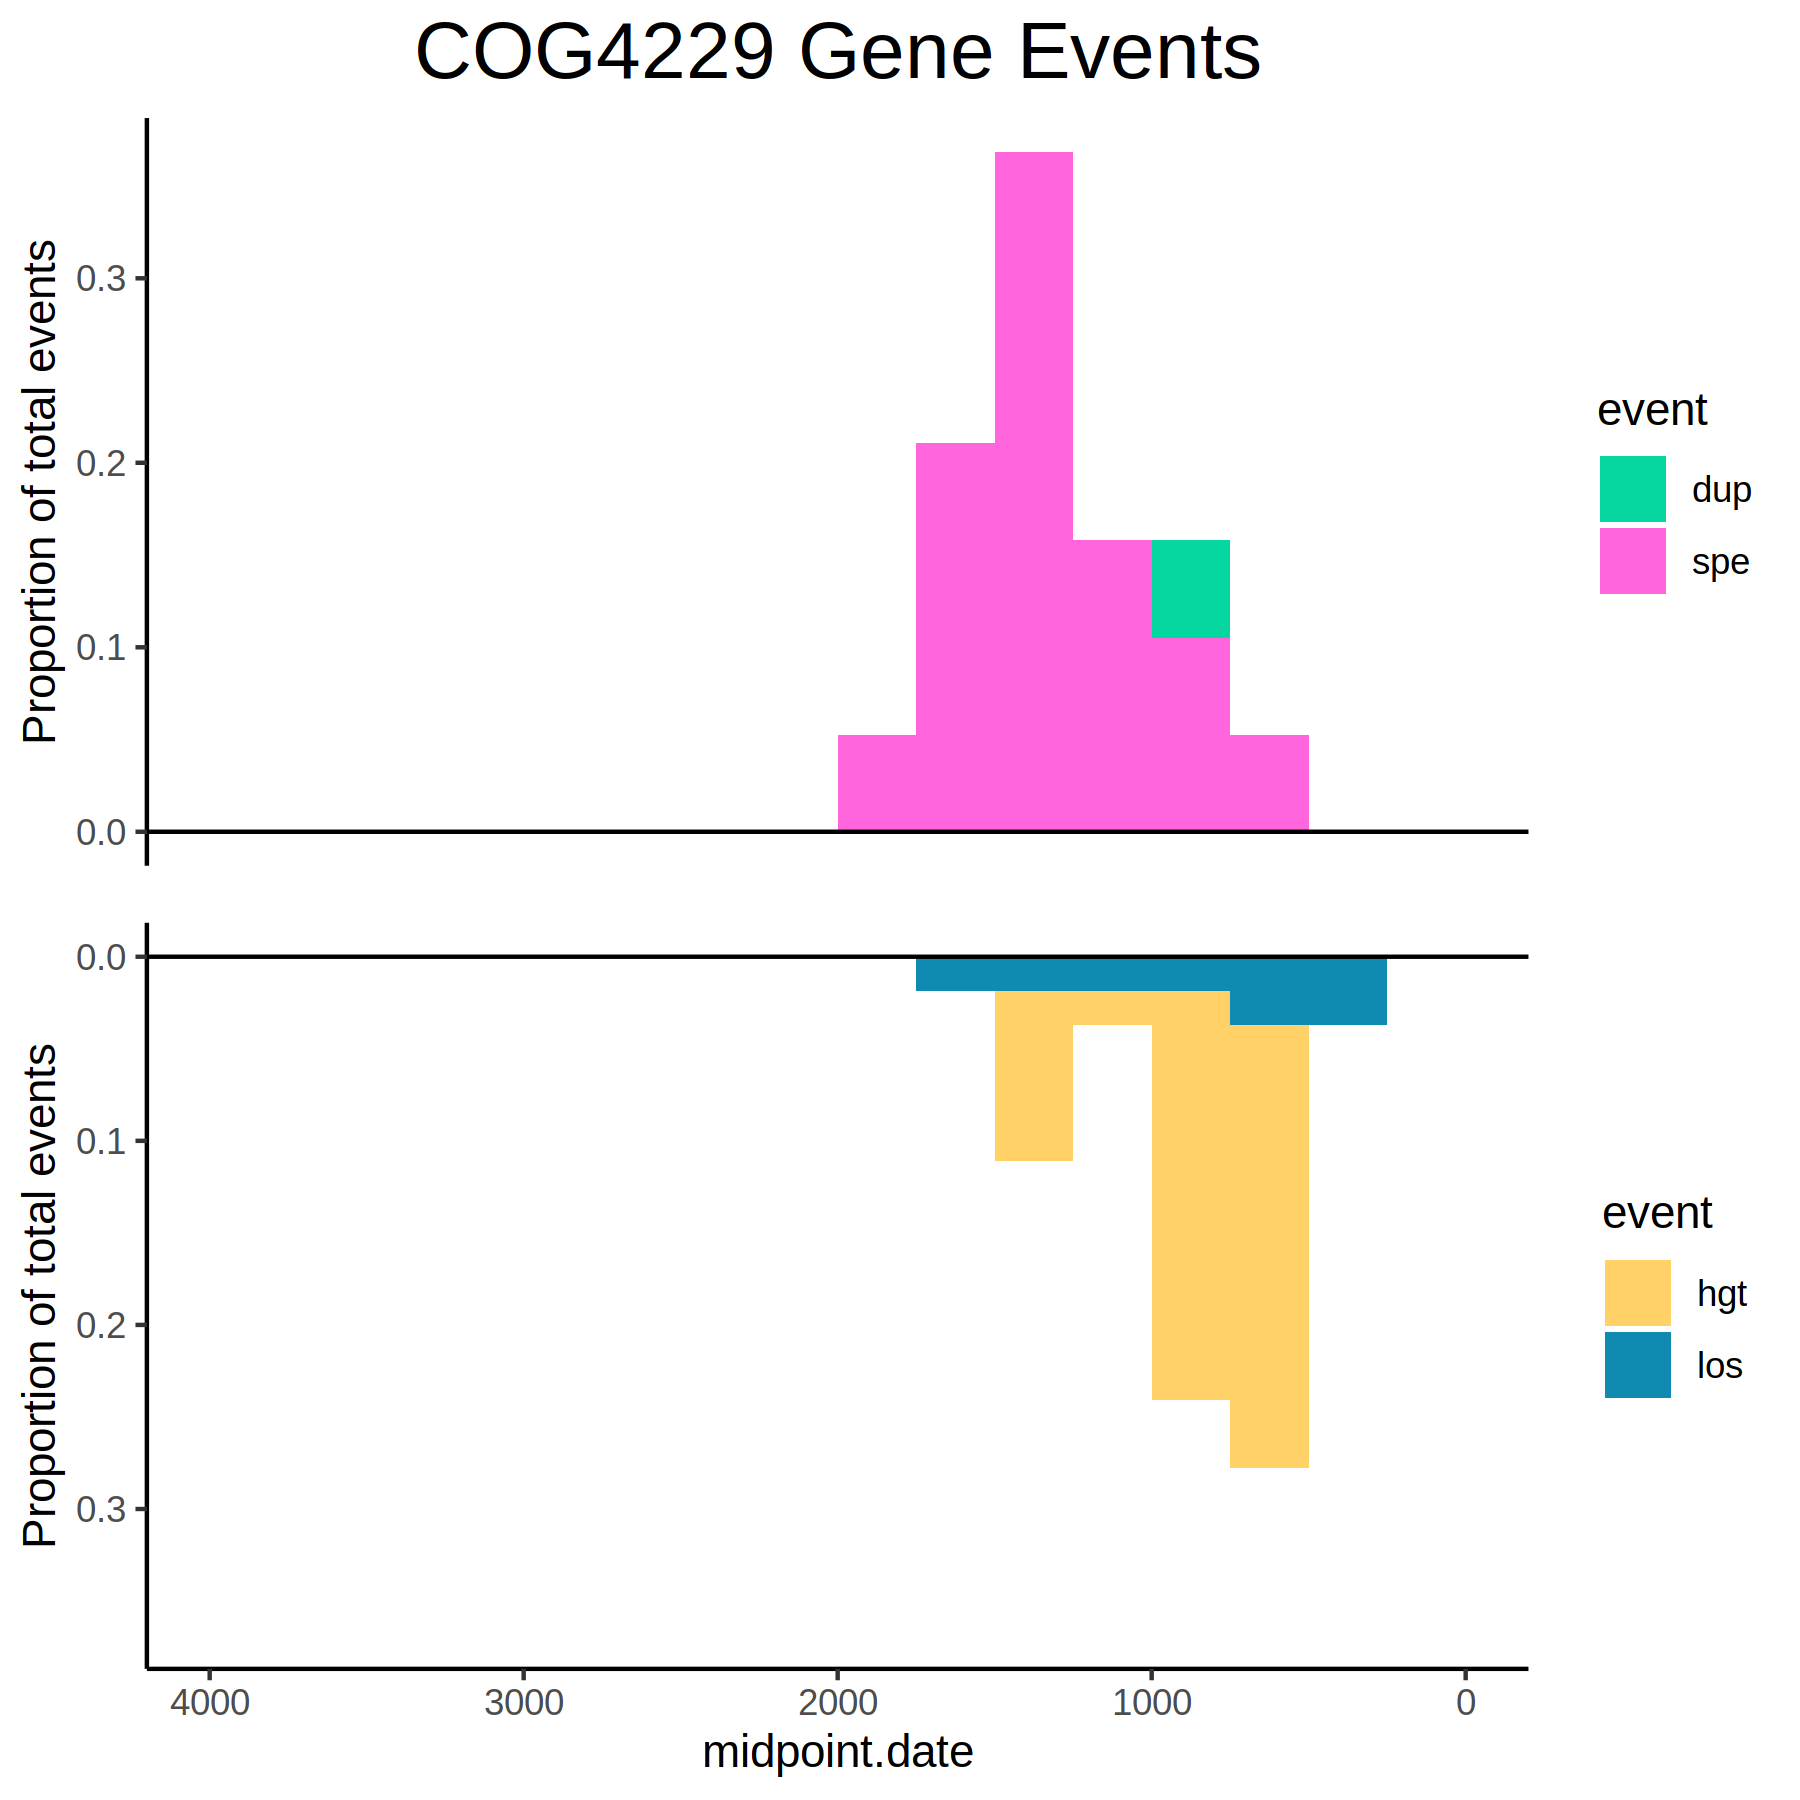 COG4229 Gene Events
Proportion of total events
0.3
0.2
0.1
0.0
event
dup
spe
Proportion of total events
0.0
0.1
0.2
0.3
event
hgt
los
4000 3000 2000 1000 0
midpoint.date